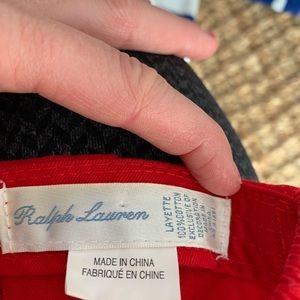 Ralph Lauren
LAYETTE
100% COTTON
EXCLUSIVE OF
DECORATION
MADE IN CHINA
FABRIQUÉ EN CHINE